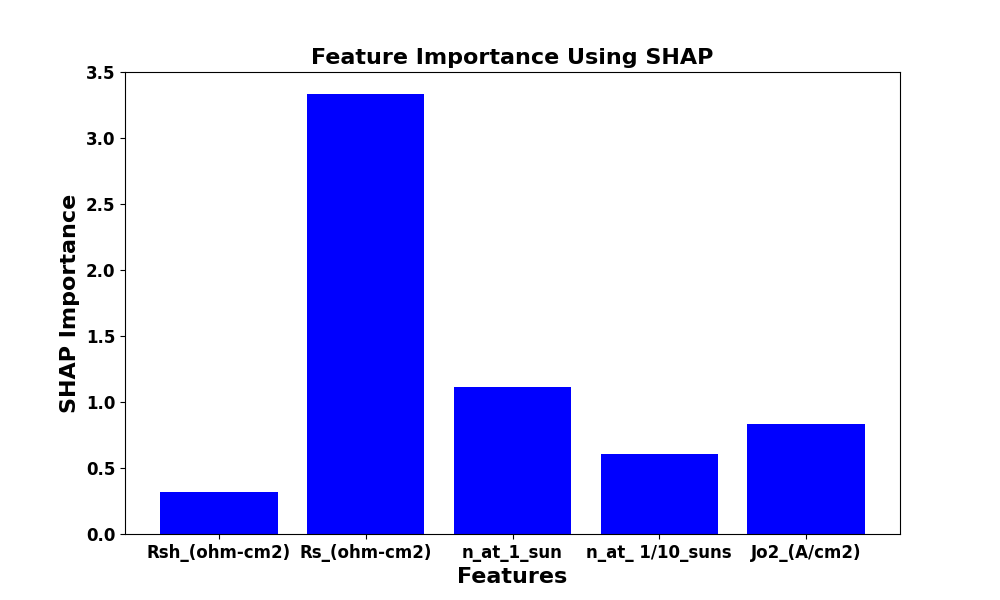 Feature Importance Using SHAP
SHAP Importance
3.5
3.0
2.5
2.0
1.5
1.0
0.5
0.0
Rsh_(ohm-cm2) Rs_(ohm-cm2) n_at_1_sun n_at_ 1/10_suns Jo2_(A/cm2)
Features